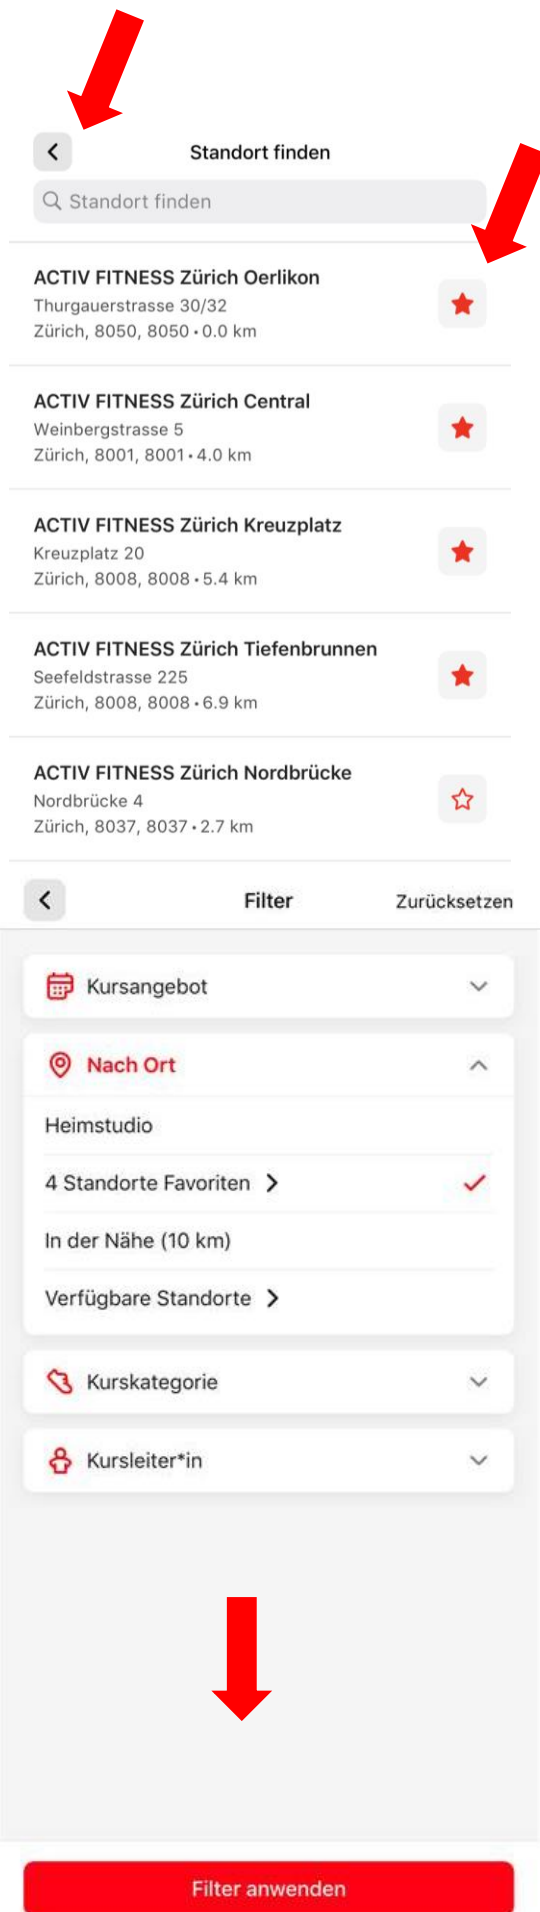 Standort finden
Standort finden
ACTIV FITNESS Zürich Oerlikon
Thurgauerstrasse 30/32
Zürich, 8050, 8050 • 0.0 km
ACTIV FITNESS Zürich Central
Weinbergstrasse 5
Zürich, 8001, 8001 • 4.0 km
ACTIV FITNESS Zürich Kreuzplatz
Kreuzplatz 20
Zürich, 8008, 8008 • 5.4 km
ACTIV FITNESS Zürich Tiefenbrunnen
Seefeldstrasse 225
Zürich, 8008, 8008 • 6.9 km
ACTIV FITNESS Zürich Nordbrücke
Nordbrücke 4
Zürich, 8037, 8037 • 2.7 km
Filter Zurücksetzen
Kursangebot
Nach Ort
Heimstudio
4 Standorte Favoriten
In der Nähe (10 km)
Verfügbare Standorte
Kurskategorie
Kursleiter*in
Filter anwenden